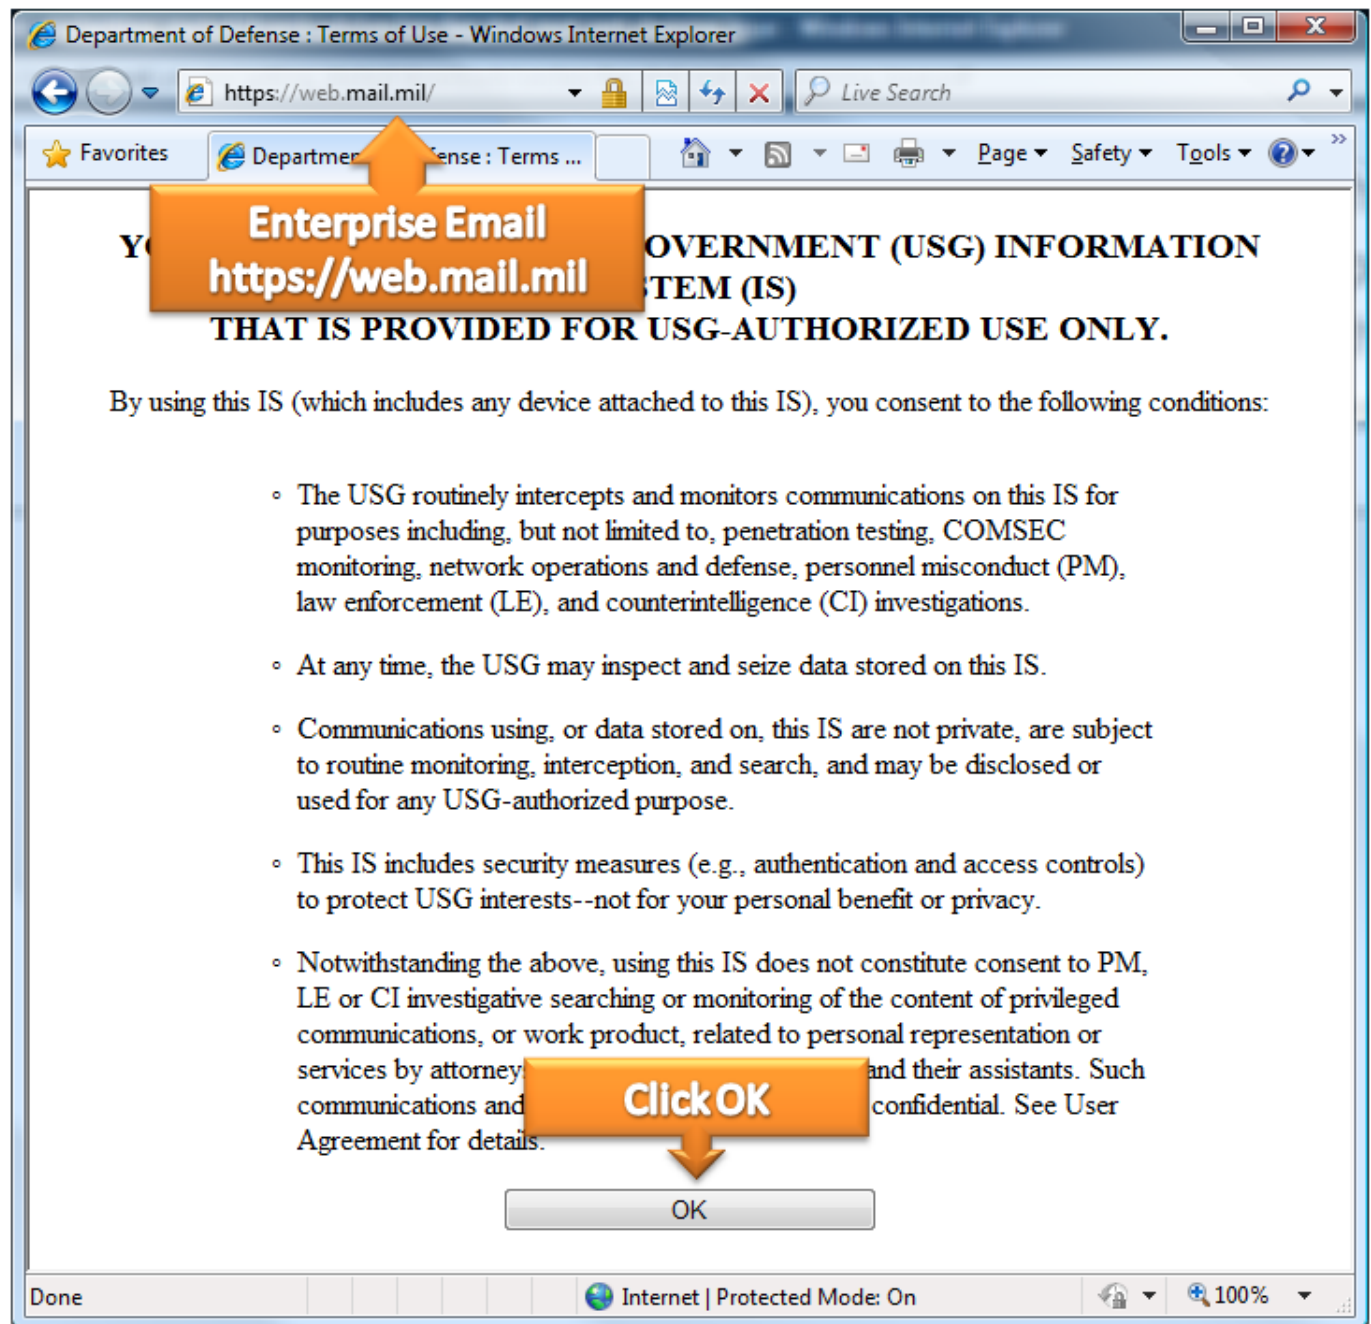 Department of Defense : Terms of Use - Windows Internet Explorer
https://web.mail.mil/
Live Search
Favorites
Departmen fense : Terms ...
Page
Safety
Tools
Enterprise Email
https://web.mail.mil
Y OVERNMENT (USG) INFORMATION
TEM (IS)
THAT IS PROVIDED FOR USG-AUTHORIZED USE ONLY.
By using this IS (which includes any device attached to this IS), you consent to the following conditions:
◦ The USG routinely intercepts and monitors communications on this IS for
purposes including, but not limited to, penetration testing, COMSEC
monitoring, network operations and defense, personnel misconduct (PM),
law enforcement (LE), and counterintelligence (CI) investigations.
◦ At any time, the USG may inspect and seize data stored on this IS.
◦ Communications using, or data stored on, this IS are not private, are subject
to routine monitoring, interception, and search, and may be disclosed or
used for any USG-authorized purpose.
◦ This IS includes security measures (e.g., authentication and access controls)
to protect USG interests--not for your personal benefit or privacy.
◦ Notwithstanding the above, using this IS does not constitute consent to PM,
LE or CI investigative searching or monitoring of the content of privileged
communications, or work product, related to personal representation or
services by attorney and their assistants. Such
communications and confidential. See User
Agreement for details.
Click OK
OK
Done
Internet | Protected Mode: On
100%